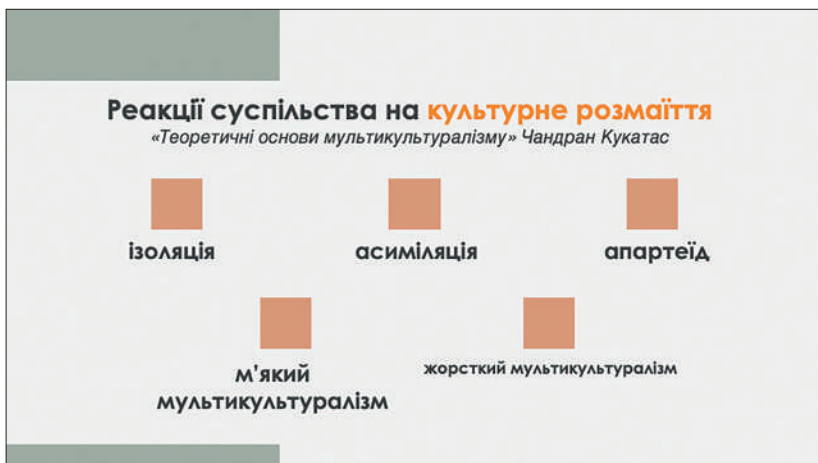 Реакції суспільства на культурне розмаїття
«Теоретичні основи мультикультуралізму» Чандран Кукатас
ізоляція
асиміляція
апартеїд
м’який
мультикультуралізм
жорсткий мультикультуралізм